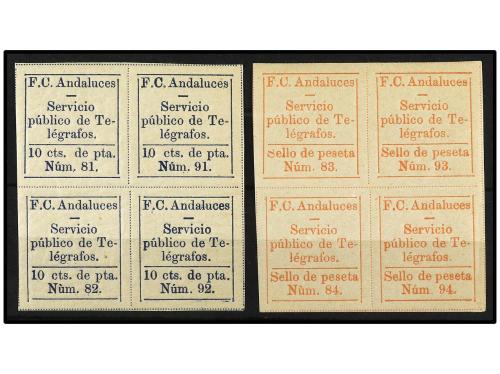 F.C. Andaluces
Servicio
público de Te-
légrafos.
10 cts. de pta.
Núm. 81.
F.C. Andaluces
Servicio
público de Te-
légrafos.
10 cts. de pta.
Núm. 91.
F.C. Andaluces
Servicio
público de Te-
légrafos.
10 cts. de pta.
Nùm. 82.
F.C. Andaluces
Servicio
público de Te-
légrafos.
10 cts. de pta.
Núm. 92.
F.C. Andaluces
Servicio
público de Te-
légrafos.
Sello de peseta
Núm. 83.
F.C. Andaluces
Servicio
público de Te-
légrafos.
Sello de peseta
Núm. 93.
F.C. Andaluces
Servicio
público de Te-
légrafos.
Sello de peseta
Núm. 84.
F.C. Andaluces
Servicio
público de Te-
légrafos.
Sello de peseta
Núm. 94.